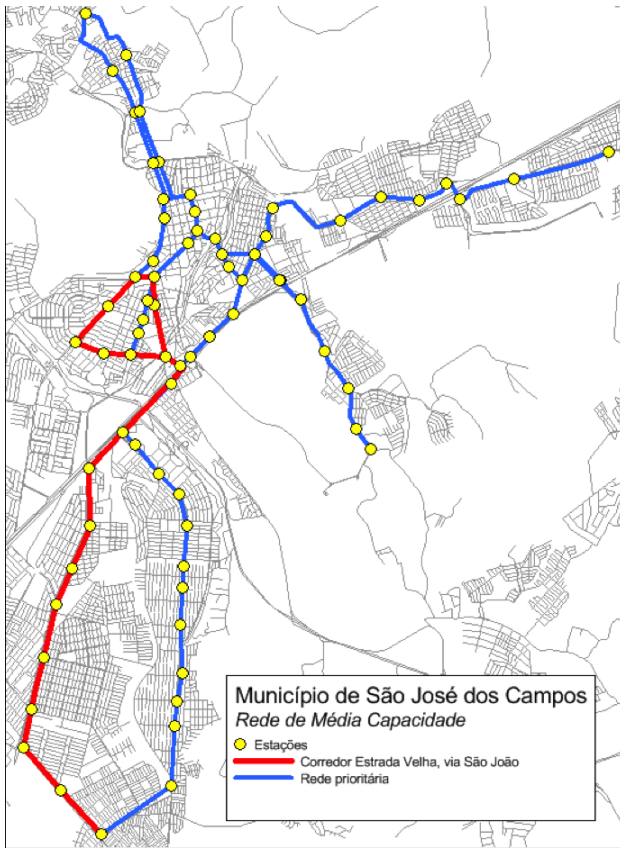 Município de São José dos Campos
Rede de Média Capacidade
Estações
Corredor Estrada Velha, via São João
Rede prioritária